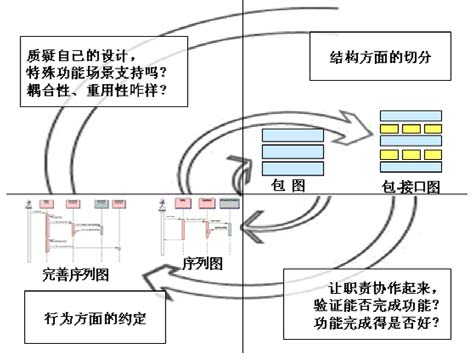 质疑自己的设计，
特殊功能场景支持吗？
耦合性、重用性咋样？
结构方面的切分
包 图
包-接口图
完善序列图
序列图
行为方面的约定
让职责协作起来，
验证能否完成功能？
功能完成得是否好？